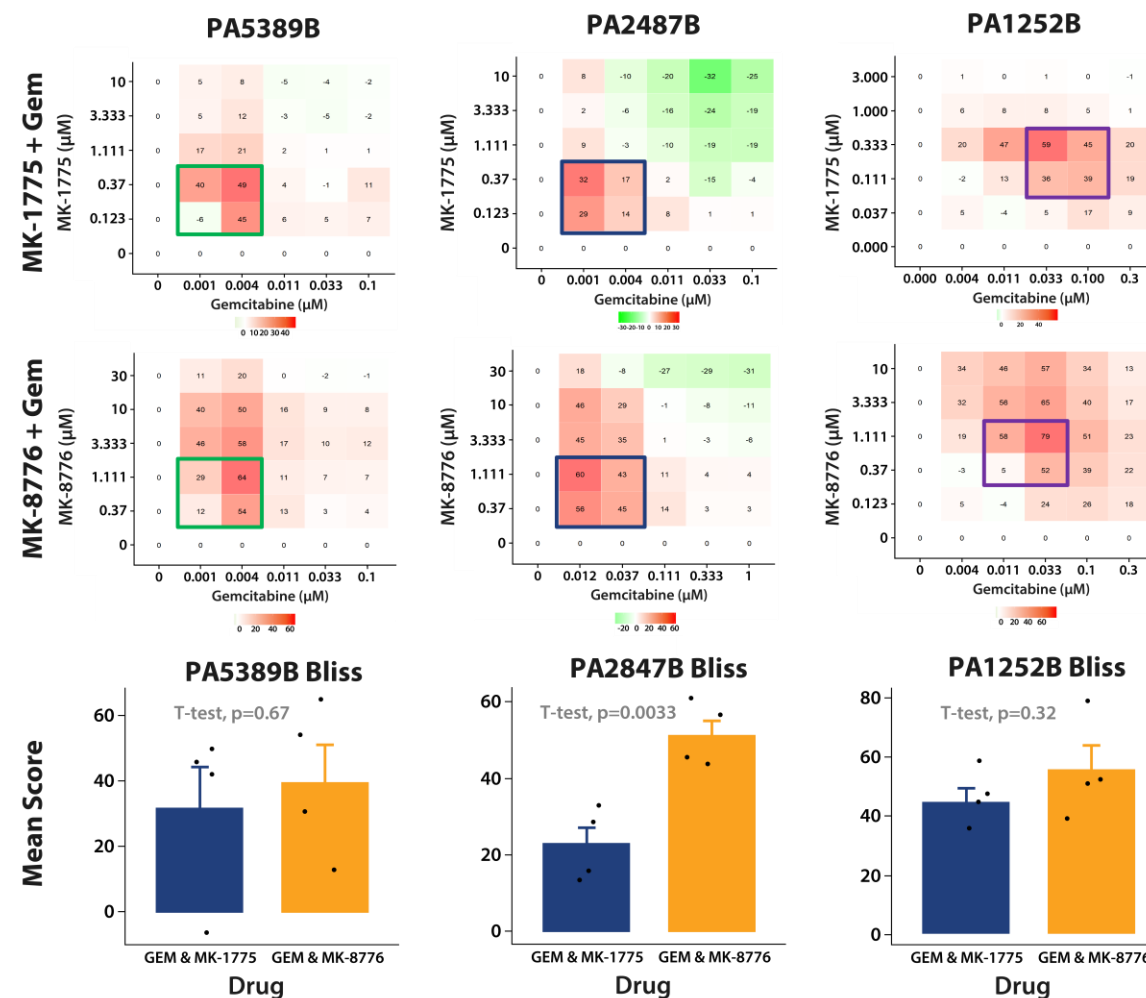 PA5389B
PA2487B
PA1252B
MK-1775 + Gem
MK-1775 (µM)
10 0 5 8 -5 -4 -2
3.333 0 5 12 -3 -5 -2
1.111 0 17 21 2 1 1
0.37 0 40 49 4 -1 11
0.123 0 -6 45 6 5 7
0 0 0 0 0 0 0
0 0.001 0.004 0.011 0.033 0.1
Gemcitabine (µM)
0 10 20 30 40
MK-1775 (µM)
10 0 8 -10 -20 -32 -25
3.333 0 2 -6 -16 -24 -19
1.111 0 9 -3 -10 -19 -19
0.37 0 32 17 2 -15 -4
0.123 0 29 14 8 1 1
0 0 0 0 0 0 0
0 0.001 0.004 0.011 0.033 0.1
Gemcitabine (µM)
-30 -20 -10 0 10 20 30
MK-1775 (µM)
3.000 0 1 0 1 0 -1
1.000 0 6 8 8 5 1
0.333 0 20 47 59 45 20
0.111 0 -2 13 36 39 19
0.037 0 5 -4 5 17 9
0.000 0 0 0 0 0 0
0.000 0.004 0.011 0.033 0.100 0.3
Gemcitabine (µM)
0 20 40
MK-8776 + Gem
MK-8776 (µM)
30 0 11 20 0 -2 -1
10 0 40 50 16 9 8
3.333 0 46 58 17 10 12
1.111 0 29 64 11 7 7
0.37 0 12 54 13 3 4
0 0 0 0 0 0 0
0 0.001 0.004 0.011 0.033 0.1
Gemcitabine (µM)
0 20 40 60
MK-8776 (µM)
30 0 18 -8 -27 -29 -31
10 0 46 29 -1 -8 -11
3.333 0 45 35 1 -3 -6
1.111 0 60 43 11 4 4
0.37 0 56 45 14 3 3
0 0 0 0 0 0 0
0 0.012 0.037 0.111 0.333 1
Gemcitabine (µM)
-20 0 20 40 60
MK-8776 (µM)
10 0 34 46 57 34 13
3.333 0 32 56 65 40 17
1.111 0 19 58 79 51 23
0.37 0 -3 5 52 39 22
0.123 0 5 -4 24 26 18
0 0 0 0 0 0 0
0 0.004 0.011 0.033 0.1 0.3
Gemcitabine (µM)
0 20 40 60
Mean Score
PA5389B Bliss
T-test, p=0.67
60
40
20
0
GEM & MK-1775 GEM & MK-8776
Drug
PA2847B Bliss
T-test, p=0.0033
60
40
20
0
GEM & MK-1775 GEM & MK-8776
Drug
PA1252B Bliss
T-test, p=0.32
80
60
40
20
0
GEM & MK-1775 GEM & MK-8776
Drug